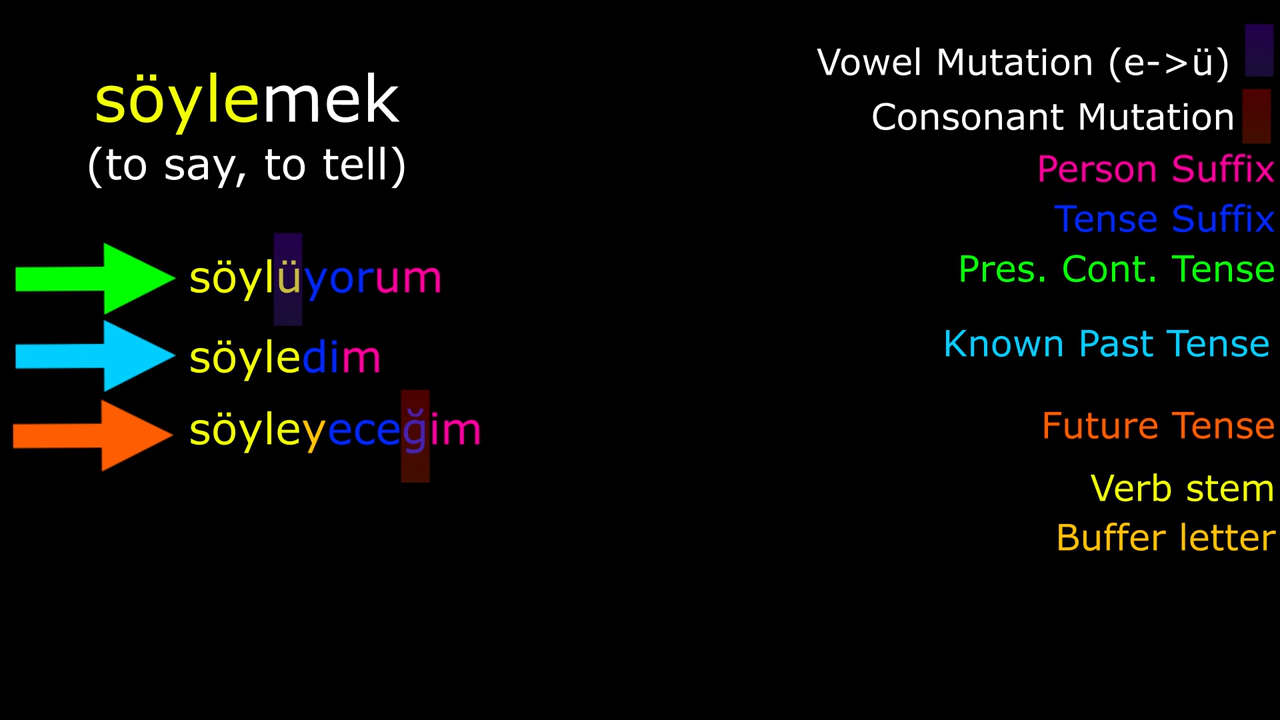 söylemek
(to say, to tell)
söylüyorum
söyledim
söyleyeceğim
Vowel Mutation (e->ü)
Consonant Mutation
Person Suffix
Tense Suffix
Pres. Cont. Tense
Known Past Tense
Future Tense
Verb stem
Buffer letter